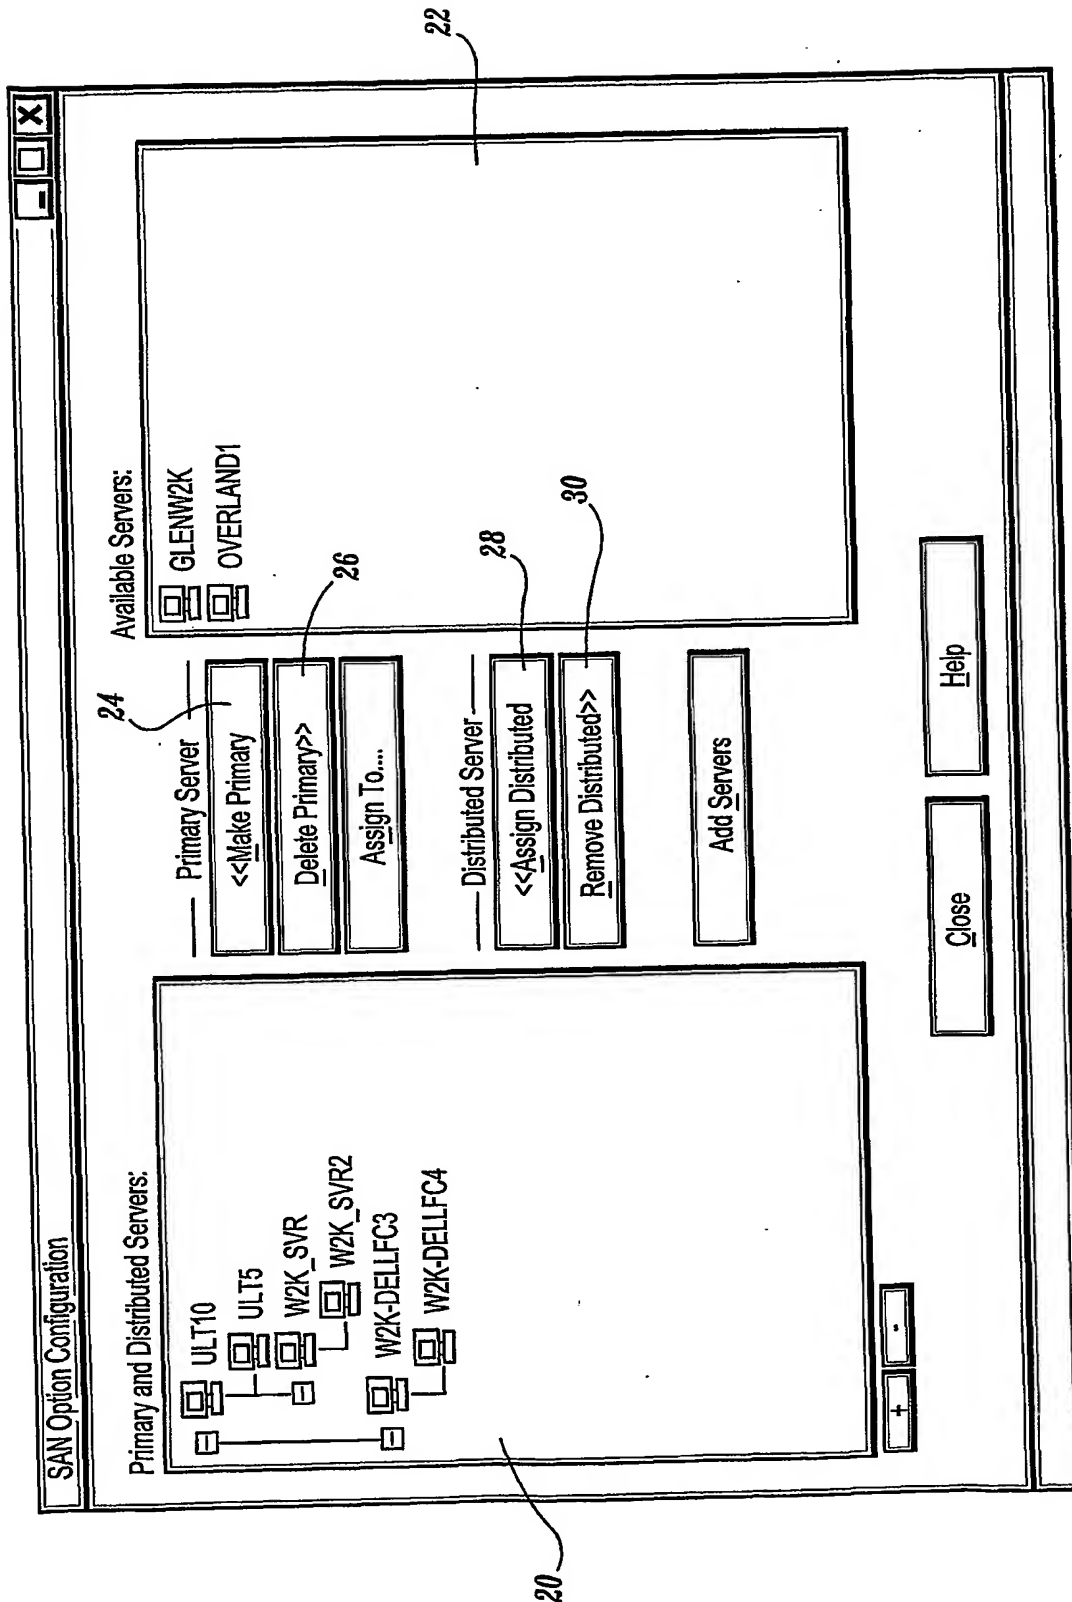 SAN Option Configuration
Primary and Distributed Servers:
ULT10
ULT5
W2K_SVR
W2K_SVR2
W2K-DELLFC3
W2K-DELLFC4
+
-
20
Primary Server
24
<<Make Primary
Delete Primary>>
26
Assign To....
Distributed Server
<<Assign Distributed
28
Remove Distributed>>
30
Add Servers
Available Servers:
GLENW2K
OVERLAND1
22
Close
Help